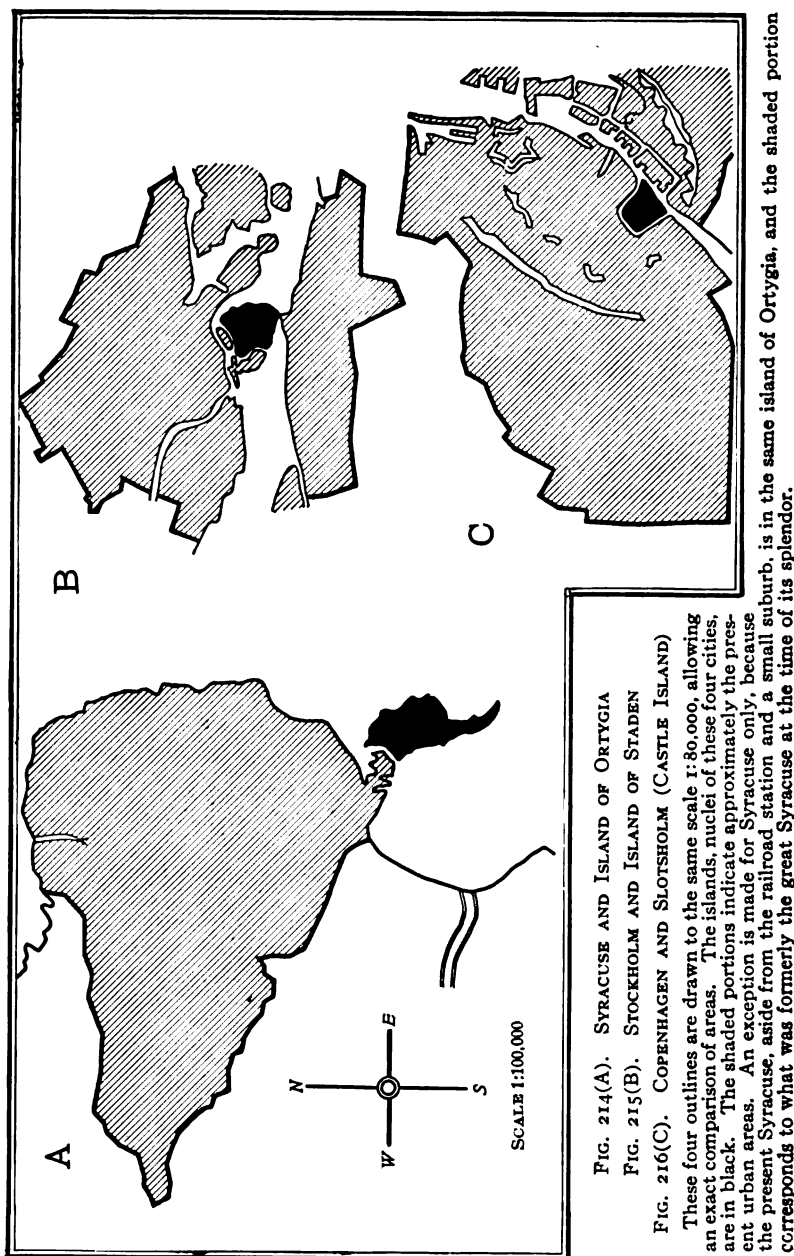 A
B
C
N
W
E
S
SCALE 1:100,000
FIG. 214(A). SYRACUSE AND ISLAND OF ORTYGIA
FIG. 215(B). STOCKHOLM AND ISLAND OF STADEN
FIG. 216(C). COPENHAGEN AND SLOTSHOLM (CASTLE ISLAND)
These four outlines are drawn to the same scale 1:80,000, allowing
an exact comparison of areas. The islands, nuclei of these four cities,
are in black. The shaded portions indicate approximately the pres-
ent urban areas. An exception is made for Syracuse only, because
the present Syracuse, aside from the railroad station and a small suburb, is in the same island of Ortygia, and the shaded portion
corresponds to what was formerly the great Syracuse at the time of its splendor.